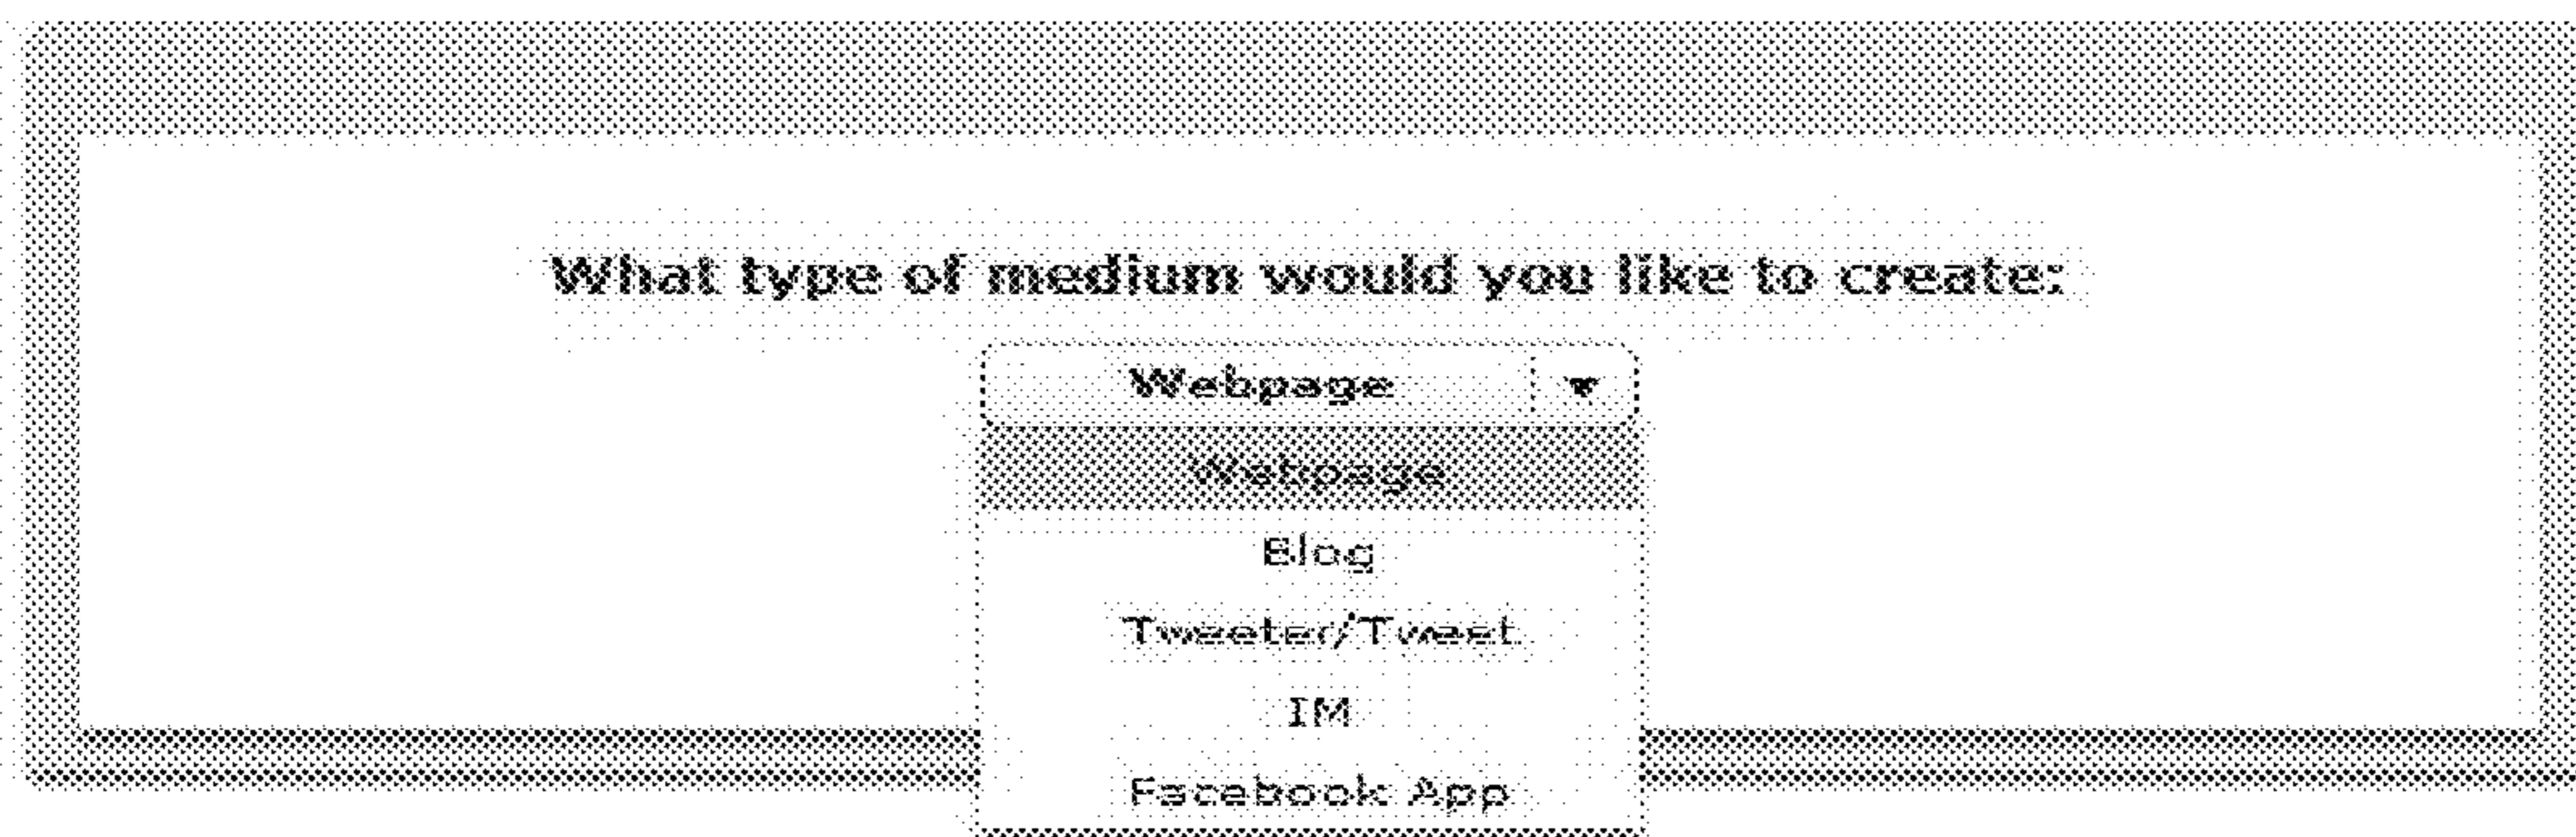 What type of medium would you like to create:
Webpage
Webpage
Blog
Tweeter/Tweet
IM
Facebook App